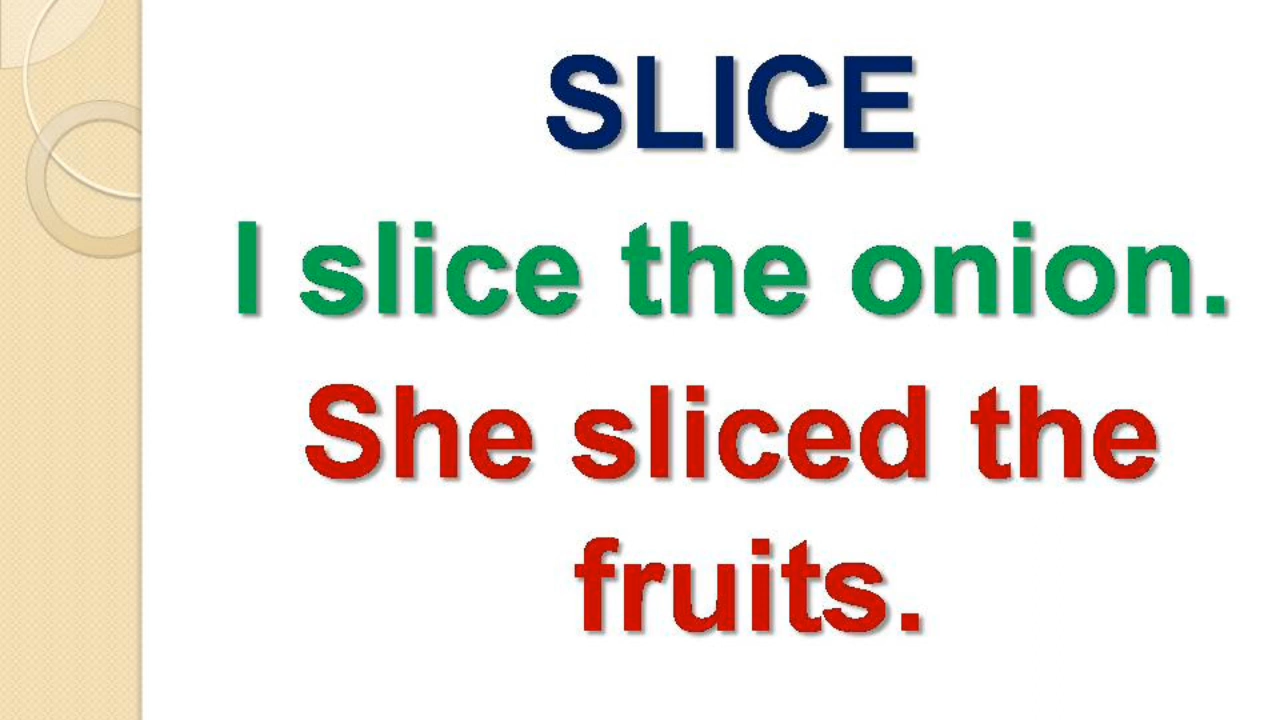 SLICE
I slice the onion.
She sliced the
fruits.